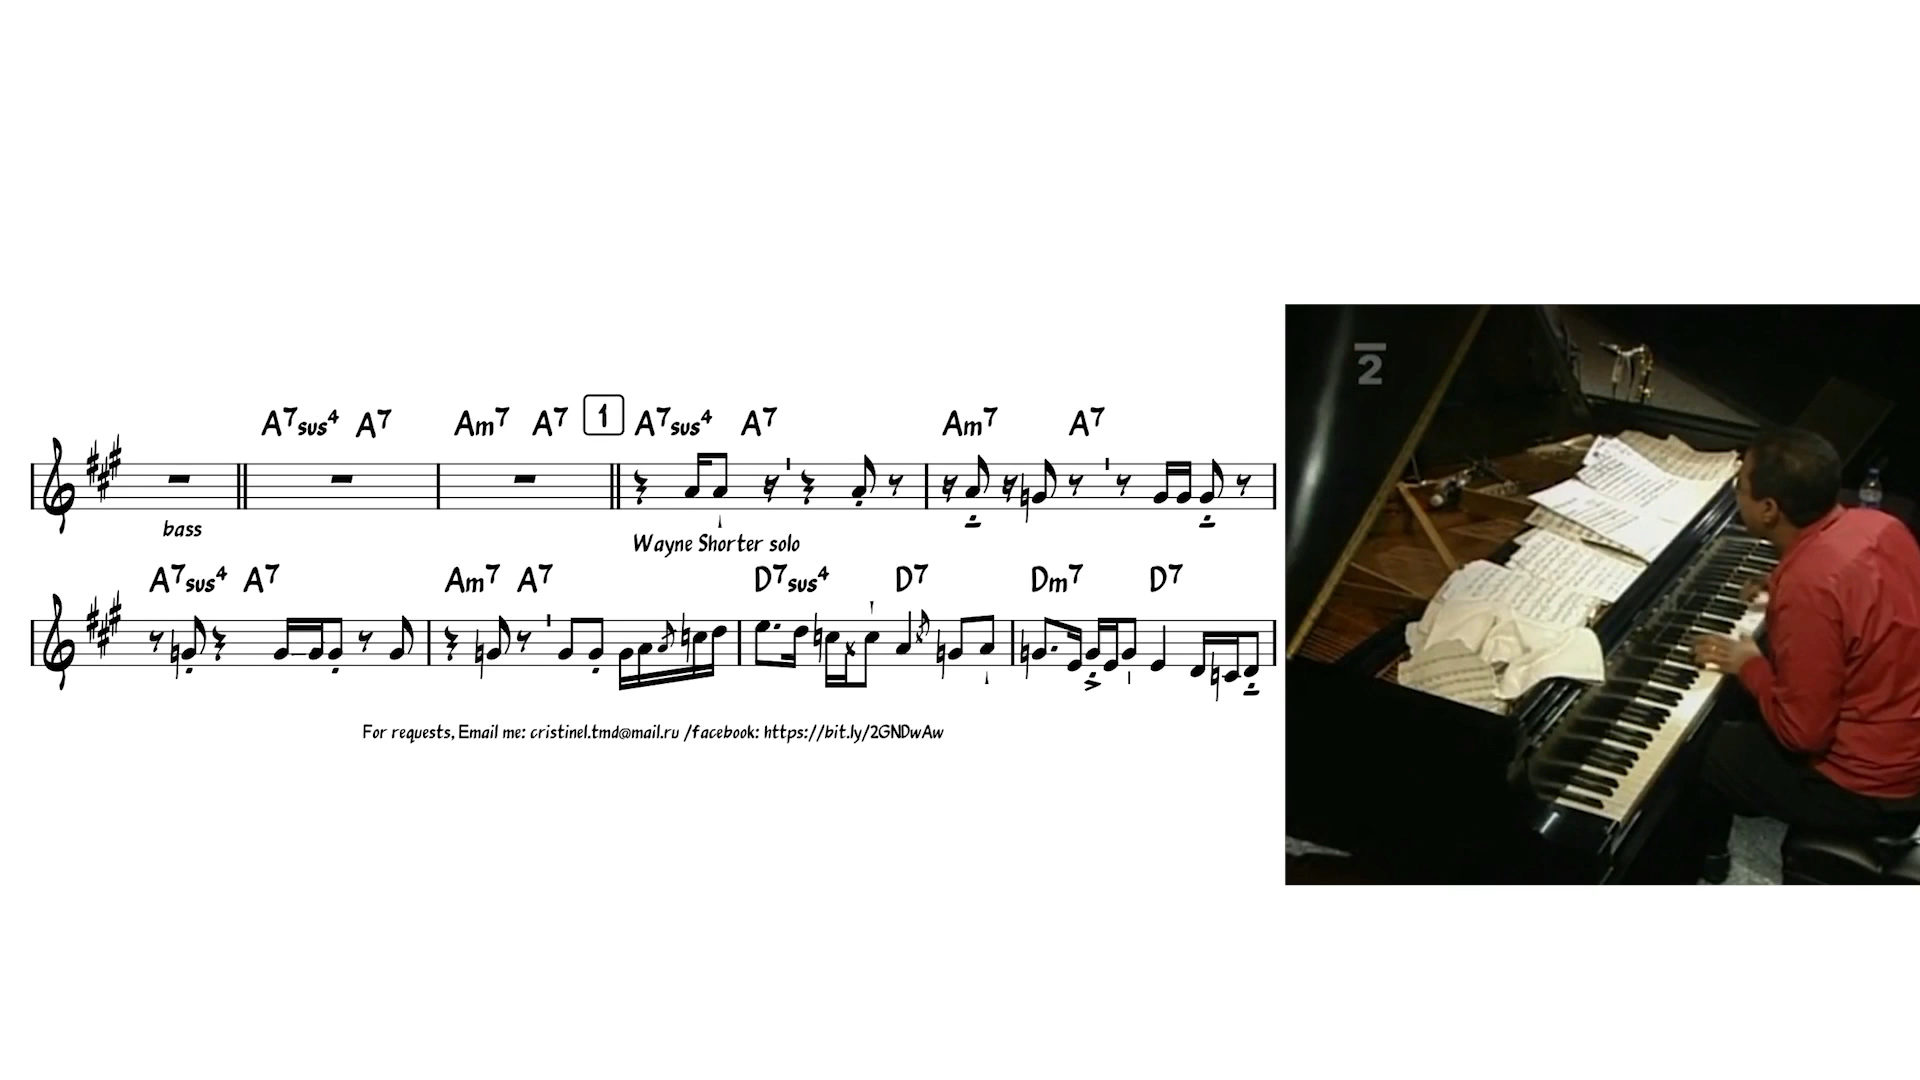 A7sus4 A7 Am7 A7 1 A7sus4 A7 Am7 A7
bass
Wayne Shorter solo
A7sus4 A7 Am7 A7 D7sus4 D7 Dm7 D7
For requests, Email me: cristinel.tmd@mail.ru /facebook: https://bit.ly/2GNDwAw
2